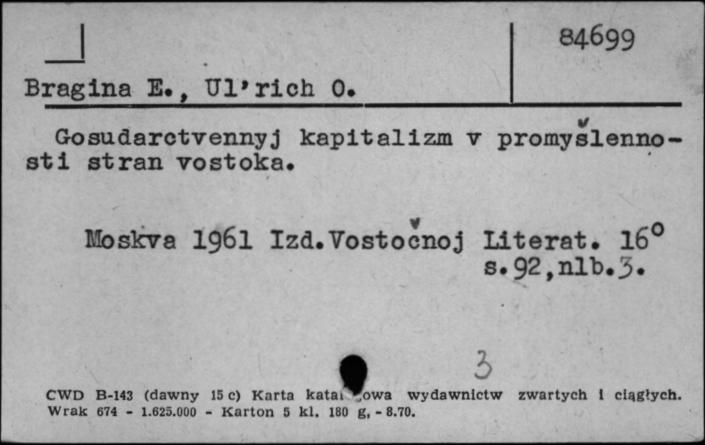 84699
Bragina E., Ul'rich O.
Gosudarctvennyj kapitalizm v promyšlenno-
sti stran vostoka.
Moskva 1961 Izd.Vostočnoj Literat. 16°
s.92,nlb.3.
3
CWD B-143 (dawny 15 c) Karta wydawnictw zwartych i ciągłych.
Wrak 674 - 1.625.000 - Karton 5 kl. 180 g, - 8.70.